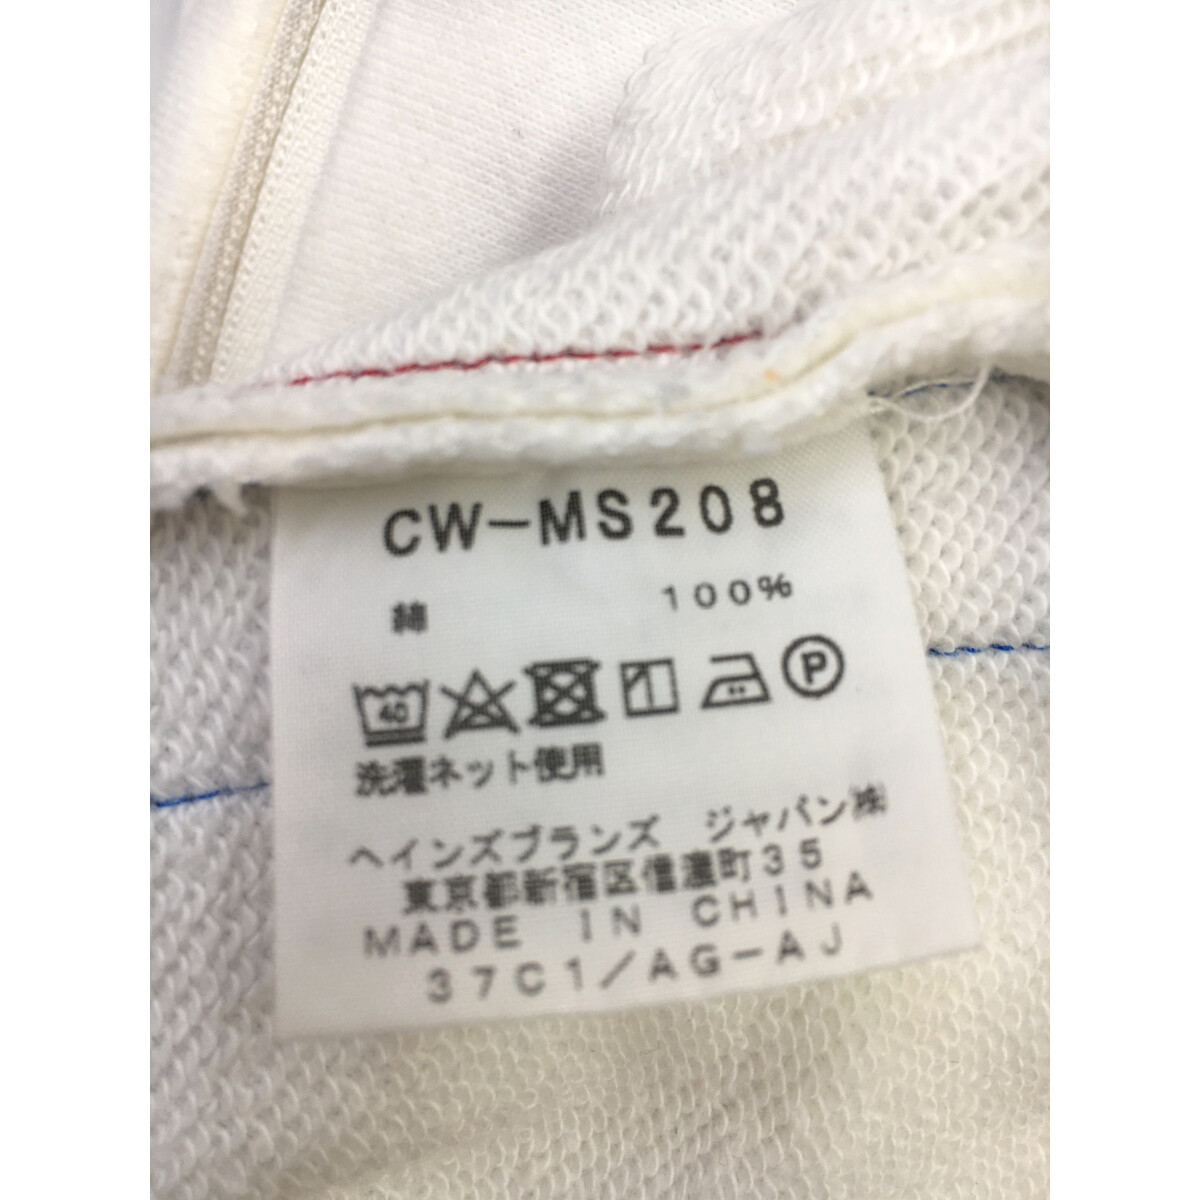 CW-MS208
綿 100%
40 P
洗濯ネット使用
ヘインズブランズ ジャパン㈱
東京都新宿区信濃町35
MADE IN CHINA
37C1/AG-AJ